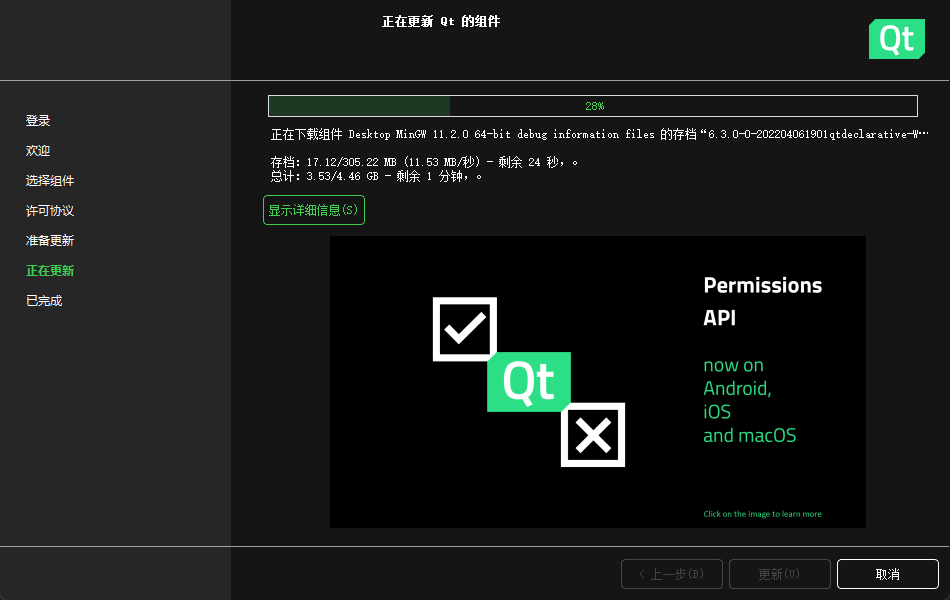 正在更新 Qt 的组件
Qt
登录
欢迎
选择组件
许可协议
准备更新
正在更新
已完成
28%
正在下载组件 Desktop MinGW 11.2.0 64-bit debug information files 的存档“6.3.0-0-202204061901qtdeclarative-W…
存档: 17.12/305.22 MB (11.53 MB/秒) - 剩余 24 秒，。
总计: 3.53/4.46 GB - 剩余 1 分钟，。
显示详细信息(S)
Permissions
API
Qt
now on
Android,
iOS
and macOS
Click on the image to learn more
< 上一步(B)
更新(U)
取消